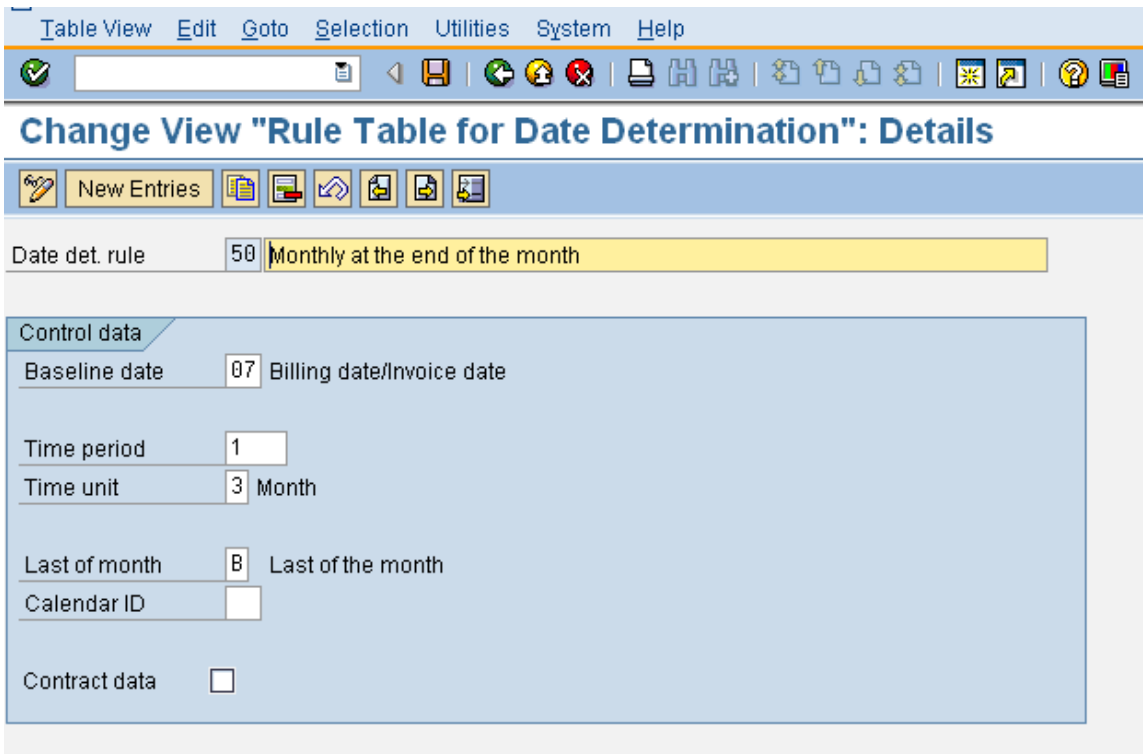 Table View Edit Goto Selection Utilities System Help
Change View "Rule Table for Date Determination": Details
New Entries
Date det. rule 50 Monthly at the end of the month
Control data
Baseline date 07 Billing date/Invoice date
Time period 1
Time unit 3 Month
Last of month B Last of the month
Calendar ID
Contract data